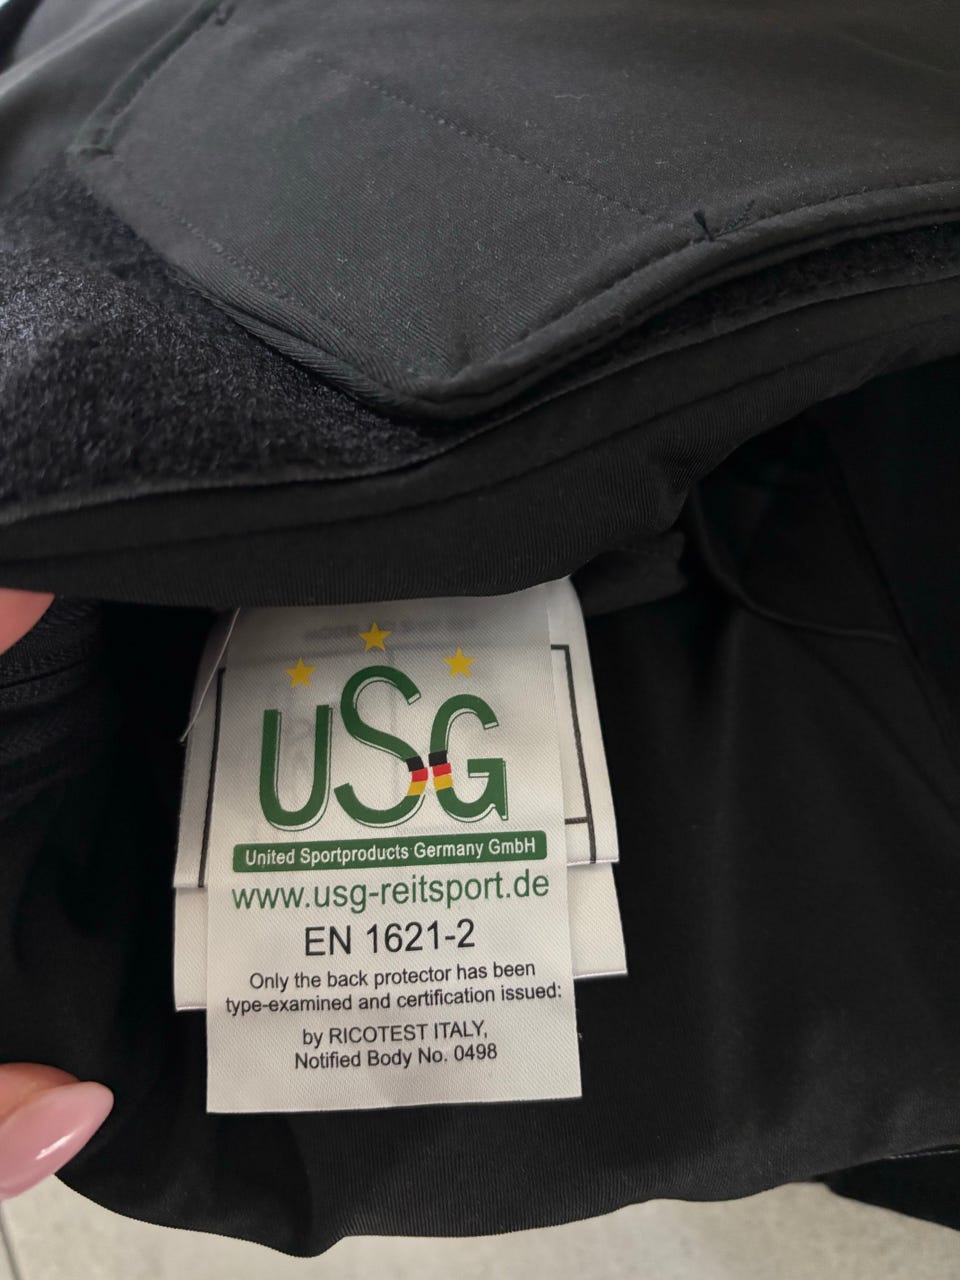 USG
United Sportproducts Germany GmbH
www.usg-reitsport.de
EN 1621-2
Only the back protector has been
type-examined and certification issued:
by RICOTEST ITALY,
Notified Body No. 0498